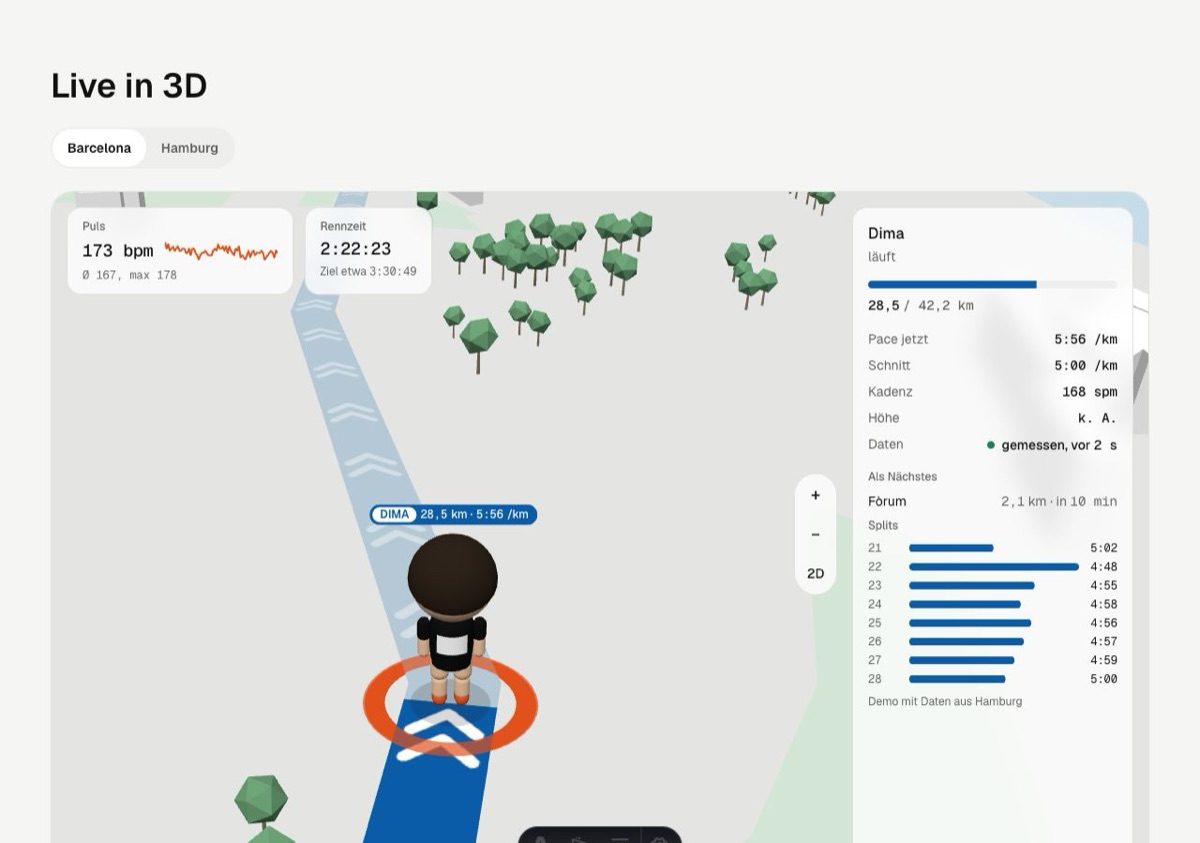 Live in 3D
Barcelona
Hamburg
Puls
173 bpm
Ø 167, max 178
Rennzeit
2:22:23
Ziel etwa 3:30:49
DIMA 28,5 km · 5:56 /km
+
−
2D
Dima
läuft
28,5 / 42,2 km
Pace jetzt 5:56 /km
Schnitt 5:00 /km
Kadenz 168 spm
Höhe k. A.
Daten gemessen, vor 2 s
Als Nächstes
Fòrum 2,1 km · in 10 min
Splits
21 5:02
22 4:48
23 4:55
24 4:58
25 4:56
26 4:57
27 4:59
28 5:00
Demo mit Daten aus Hamburg